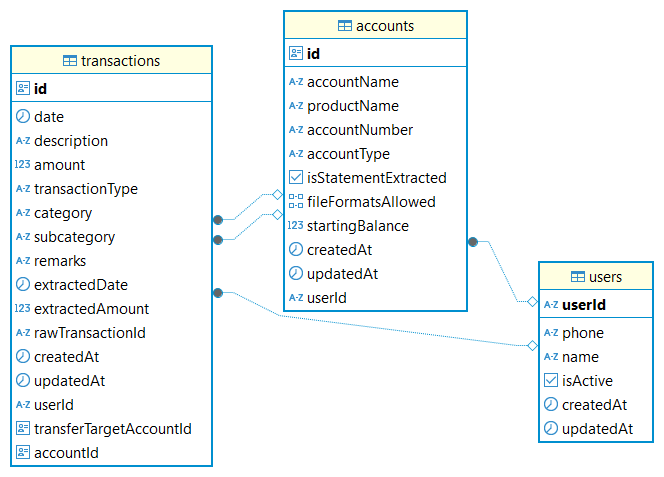 transactions
id
date
A-Z description
123 amount
A-Z transactionType
A-Z category
A-Z subcategory
A-Z remarks
extractedDate
123 extractedAmount
A-Z rawTransactionId
createdAt
updatedAt
A-Z userId
transferTargetAccountId
accountId
accounts
id
A-Z accountName
A-Z productName
A-Z accountNumber
A-Z accountType
isStatementExtracted
fileFormatsAllowed
123 startingBalance
createdAt
updatedAt
A-Z userId
users
A-Z userId
A-Z phone
A-Z name
isActive
createdAt
updatedAt